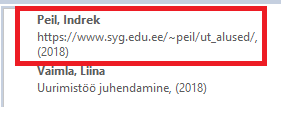 Peil, Indrek
https://www.syg.edu.ee/~peil/ut_alused/,
(2018)
Vaimla, Liina
Uurimistöö juhendamine, (2018)